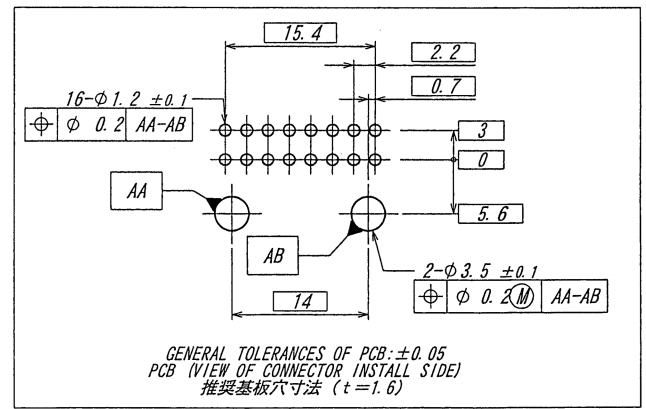 15.4
2.2
0.7
16-φ1.2 ±0.1
φ 0.2 AA-AB
3
0
AA
5.6
AB
2-φ3.5 ±0.1
φ 0.2Ⓜ AA-AB
14
GENERAL TOLERANCES OF PCB:±0.05
PCB (VIEW OF CONNECTOR INSTALL SIDE)
推奨基板穴寸法 (t=1.6)